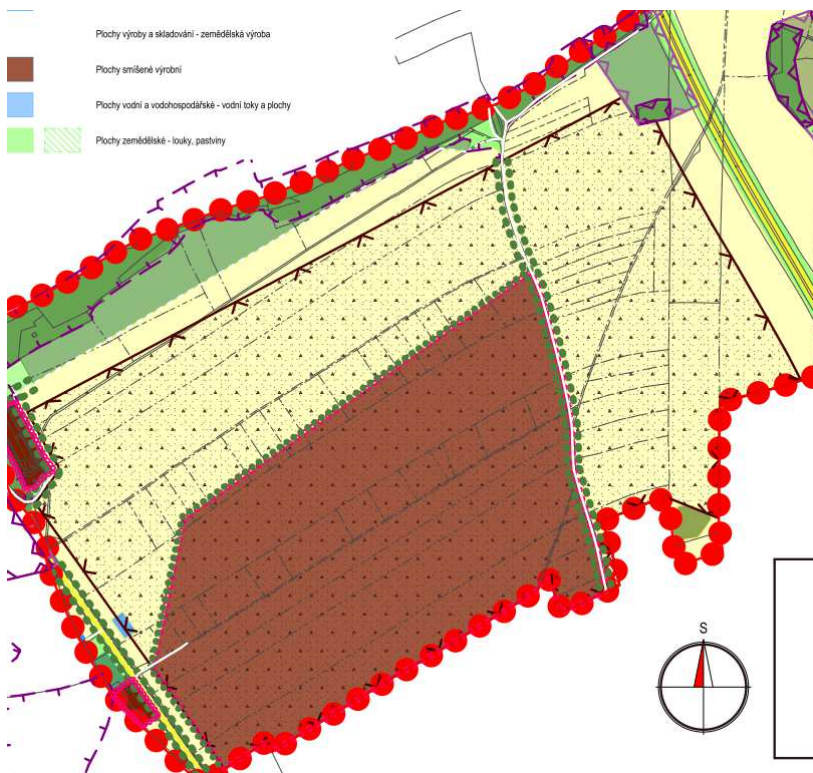 Plochy výroby a skladování - zemědělská výroba
Plochy smíšené výrobní
Plochy vodní a vodohospodářské - vodní toky a plochy
Plochy zemědělské - louky, pastviny
S